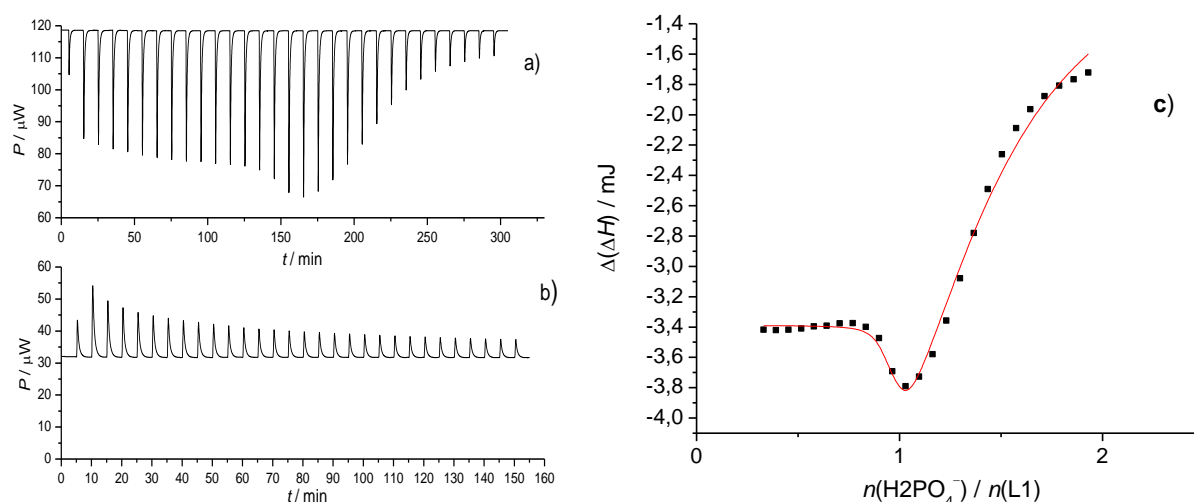 120
110
100
90
80
70
60
P / µW
a)
0 50 100 150 200 250 300
t / min
60
50
40
30
20
10
0
P / µW
b)
0 10 20 30 40 50 60 70 80 90 100 110 120 130 140 150 160
t / min
-1,4
-1,6
-1,8
-2,0
-2,2
-2,4
-2,6
-2,8
-3,0
-3,2
-3,4
-3,6
-3,8
-4,0
Δ(ΔH) / mJ
c)
0 1 2
n(H2PO4−) / n(L1)